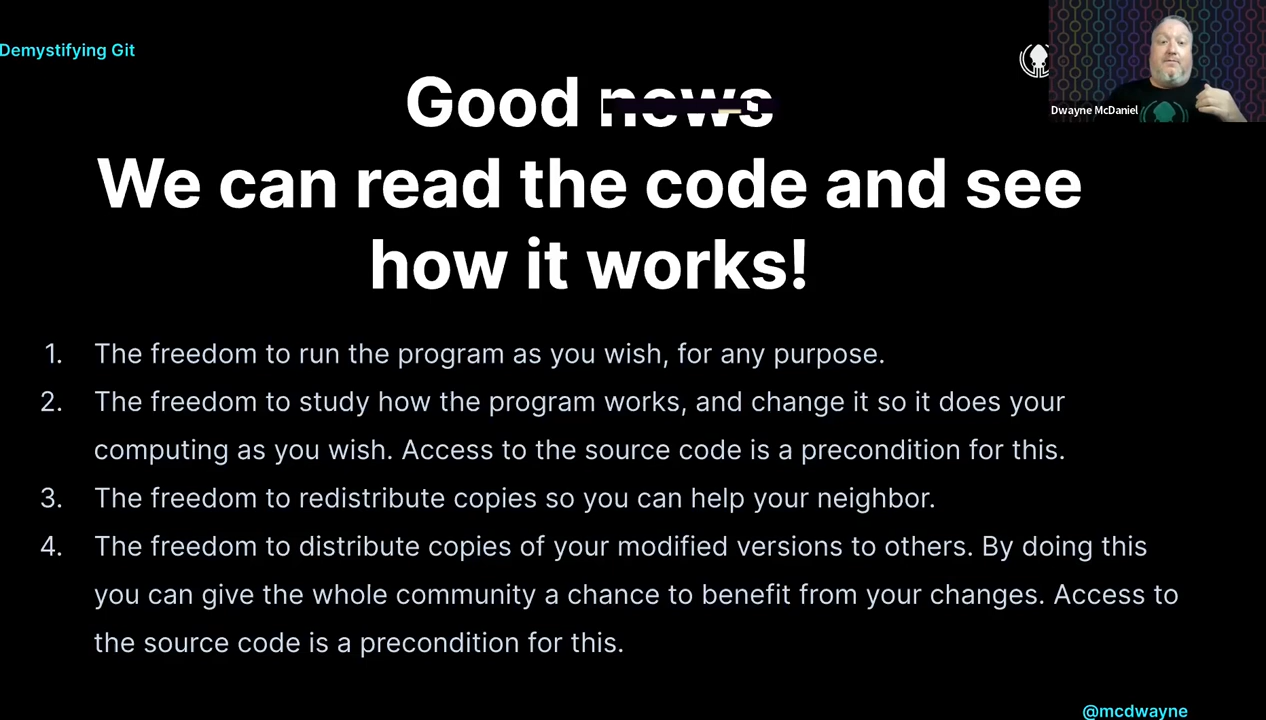 Demystifying Git
Good news
We can read the code and see
how it works!
Dwayne McDaniel
1. The freedom to run the program as you wish, for any purpose.
2. The freedom to study how the program works, and change it so it does your
computing as you wish. Access to the source code is a precondition for this.
3. The freedom to redistribute copies so you can help your neighbor.
4. The freedom to distribute copies of your modified versions to others. By doing this
you can give the whole community a chance to benefit from your changes. Access to
the source code is a precondition for this.
@mcdwayne